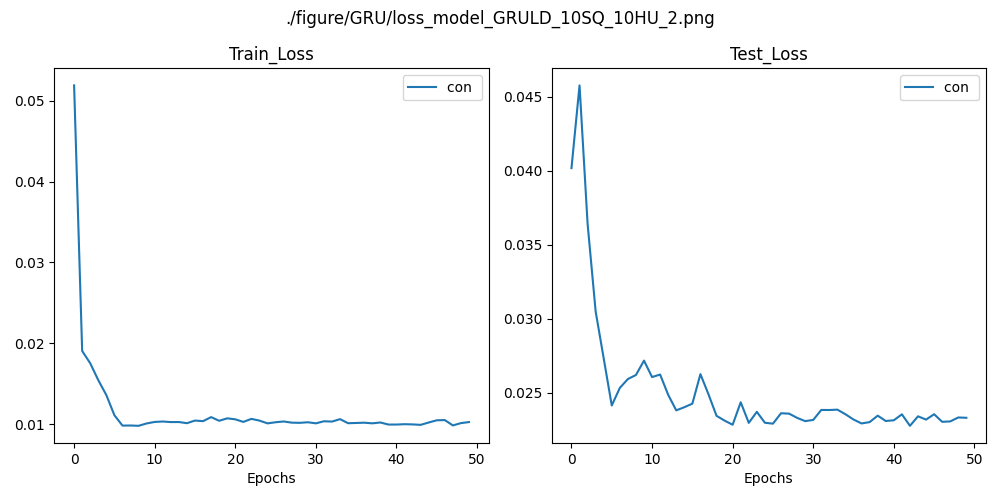 ./figure/GRU/loss_model_GRULD_10SQ_10HU_2.png
Train_Loss
con
0.05
0.04
0.03
0.02
0.01
0 10 20 30 40 50
Epochs
Test_Loss
con
0.045
0.040
0.035
0.030
0.025
0 10 20 30 40 50
Epochs